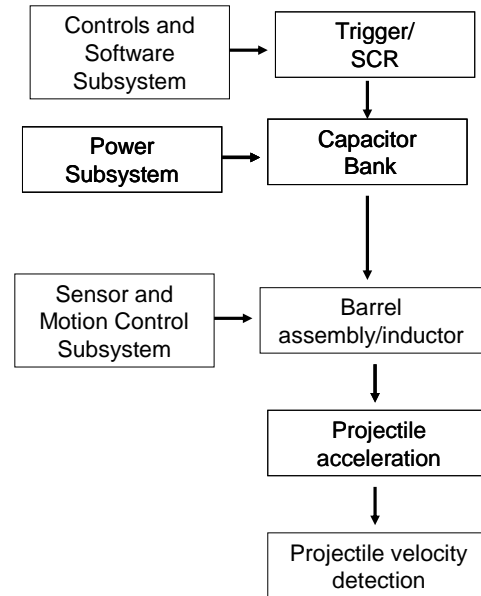 Controls and
Software
Subsystem
Trigger/
SCR
Power
Subsystem
Capacitor
Bank
Sensor and
Motion Control
Subsystem
Barrel
assembly/inductor
Projectile
acceleration
Projectile velocity
detection